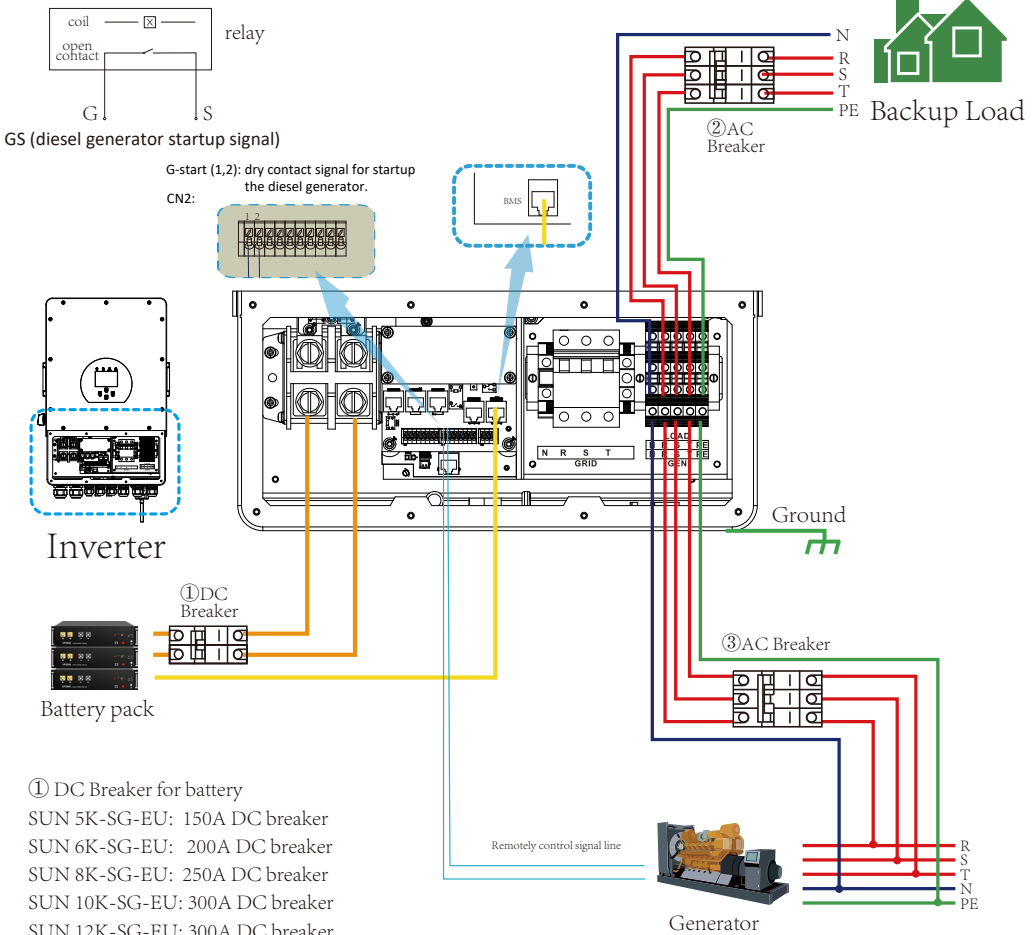 coil
X
relay
open
contact
G
S
GS (diesel generator startup signal)
G-start (1,2): dry contact signal for startup
the diesel generator.
CN2:
1 2
BMS
N
R
S
T
PE
Backup Load
②AC
Breaker
LOAD
N R S T PE
N R S T
GRID
GEN
Inverter
Ground
①DC
Breaker
③AC Breaker
Battery pack
① DC Breaker for battery
SUN 5K-SG-EU: 150A DC breaker
SUN 6K-SG-EU: 200A DC breaker
SUN 8K-SG-EU: 250A DC breaker
SUN 10K-SG-EU: 300A DC breaker
SUN 12K-SG-EU: 300A DC breaker
Remotely control signal line
Generator
R
S
T
N
PE